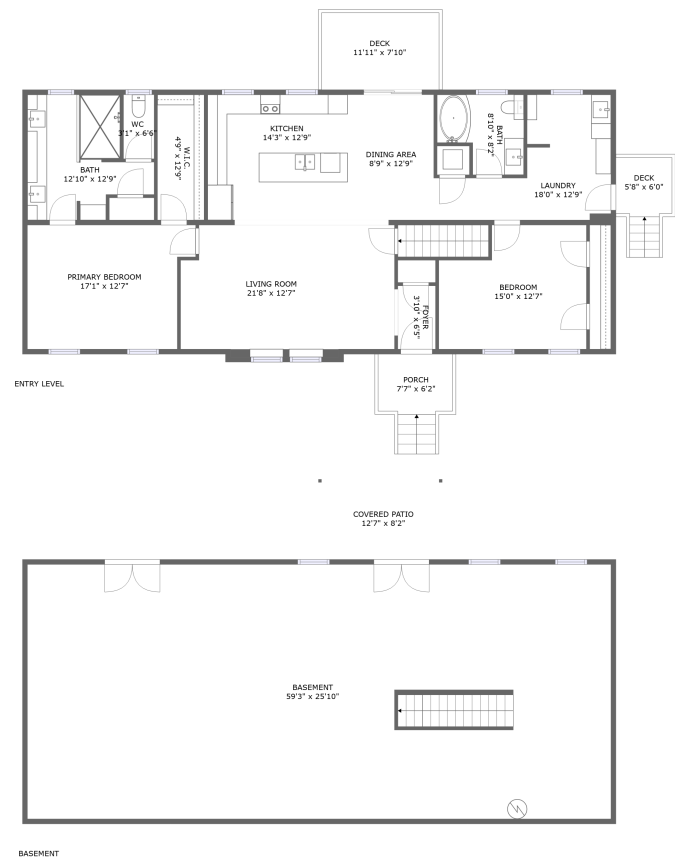 DECK
11'11" x 7'10"
WC
3'1" x 6'6"
W.I.C.
4'9" x 12'9"
KITCHEN
14'3" x 12'9"
DINING AREA
8'9" x 12'9"
BATH
8'10" x 8'2"
BATH
12'10" x 12'9"
LAUNDRY
18'0" x 12'9"
DECK
5'8" x 6'0"
PRIMARY BEDROOM
17'1" x 12'7"
LIVING ROOM
21'8" x 12'7"
FOYER
3'10" x 6'5"
BEDROOM
15'0" x 12'7"
PORCH
7'7" x 6'2"
ENTRY LEVEL
COVERED PATIO
12'7" x 8'2"
BASEMENT
59'3" x 25'10"
BASEMENT